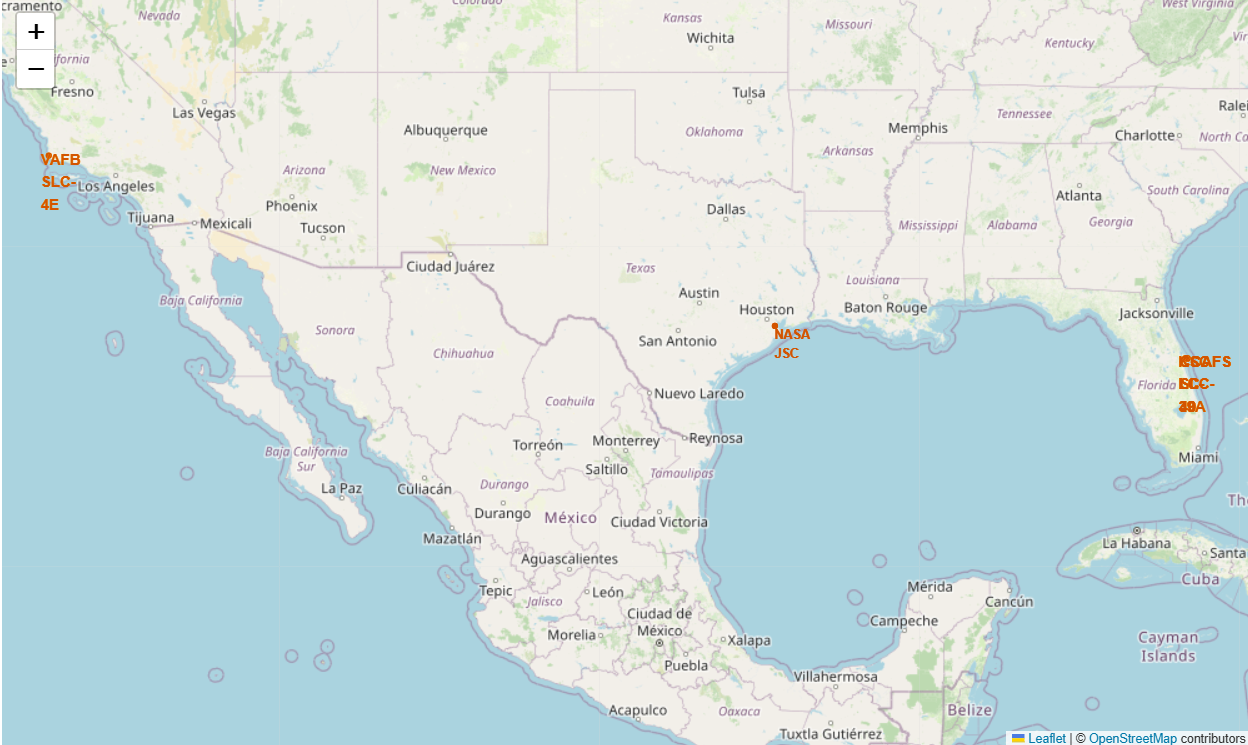 Sacramento
Nevada
Colorado
Kansas
Wichita
Missouri
Kentucky
West Virginia
+
−
California
Fresno
Las Vegas
Tulsa
Albuquerque
Oklahoma
Memphis
Tennessee
Charlotte
VAFB
SLC-
4E
Los Angeles
Arizona
New Mexico
Arkansas
Phoenix
Tucson
Tijuana
Mexicali
Dallas
Mississippi
Alabama
Atlanta
Georgia
South Carolina
Ciudad Juárez
Texas
Louisiana
Baja California
Austin
Houston
Baton Rouge
Jacksonville
Sonora
San Antonio
NASA
JSC
Chihuahua
Florida
Coahuila
Nuevo Laredo
Torreón
Monterrey
Reynosa
Saltillo
Tamaulipas
Miami
Baja California
Sur
La Paz
Culiacán
Durango
Durango
México
Ciudad Victoria
Mazatlán
La Habana
Santa
Aguascalientes
Cuba
Tepic
León
Jalisco
Mérida
Cancún
Ciudad de
México
Campeche
Morelia
Xalapa
Cayman
Islands
Puebla
Villahermosa
Acapulco
Oaxaca
Belize
Tuxtla Gutiérrez
Leaflet | © OpenStreetMap contributors